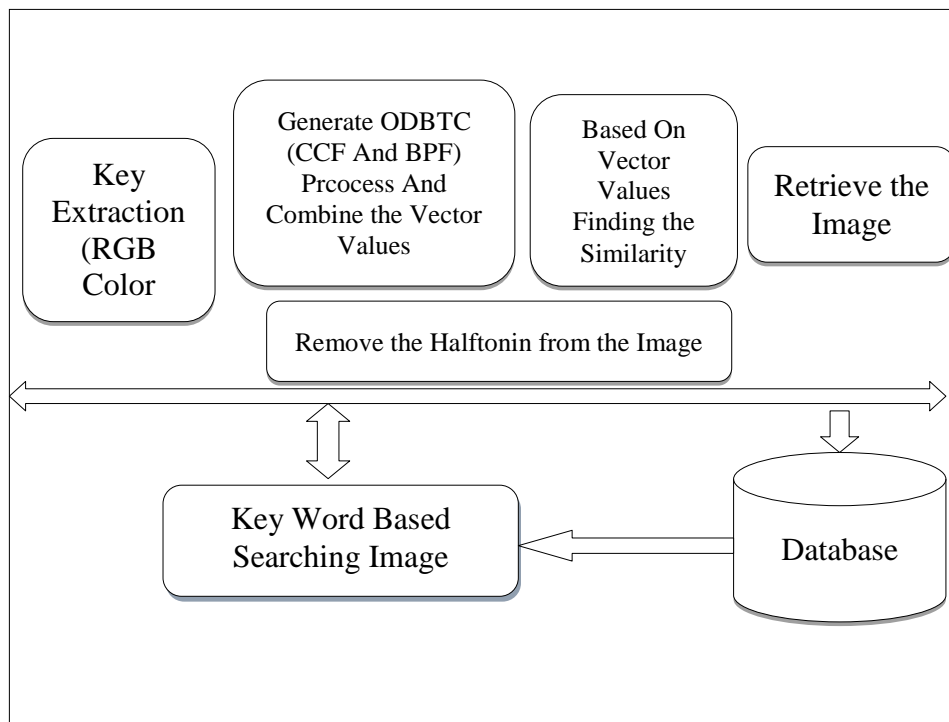 Key
Extraction
(RGB
Color
Generate ODBTC
(CCF And BPF)
Prcocess And
Combine the Vector
Values
Based On
Vector
Values
Finding the
Similarity
Retrieve the
Image
Remove the Halftonin from the Image
Key Word Based
Searching Image
Database